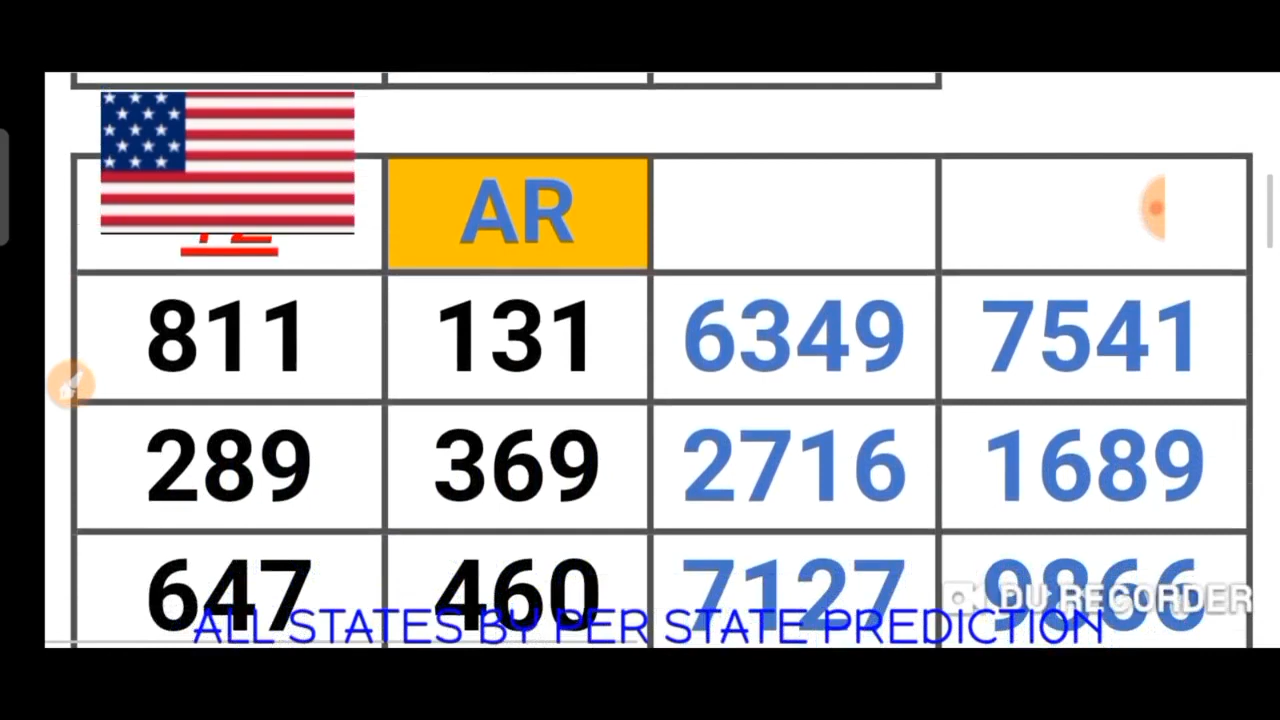 AR
811 131 6349 7541
289 369 2716 1689
647 460 7127 9866
DU RECORDER
ALL STATES BY PER STATE PREDICTION